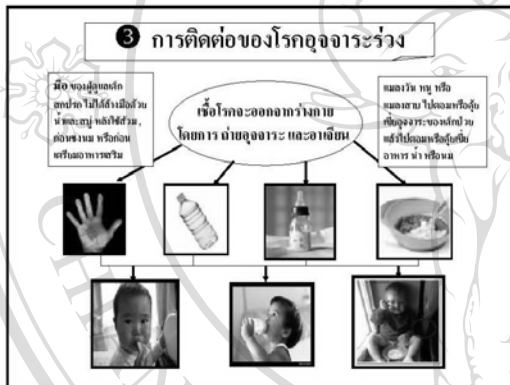 ❸ การติดต่อของโรคอุจจาระร่วง
มือ ของผู้ดูแลเด็ก
สกปรก ไม่ได้ล้างมือด้วย
น้ำและสบู่ หลังใช้ส้วม,
ก่อนชงนม หรือก่อน
เตรียมอาหารเสริม
เชื้อโรคจะออกจากร่างกาย
โดยการ ถ่ายอุจจาระ และอาเจียน
แมลงวัน หนู หรือ
แมลงสาบ ไปตอมหรือคุ้ย
เขี่ยอุจจาระของเด็กป่วย
แล้วไปตอมหรือคุ้ยเขี่ย
อาหาร น้ำ หรือนม